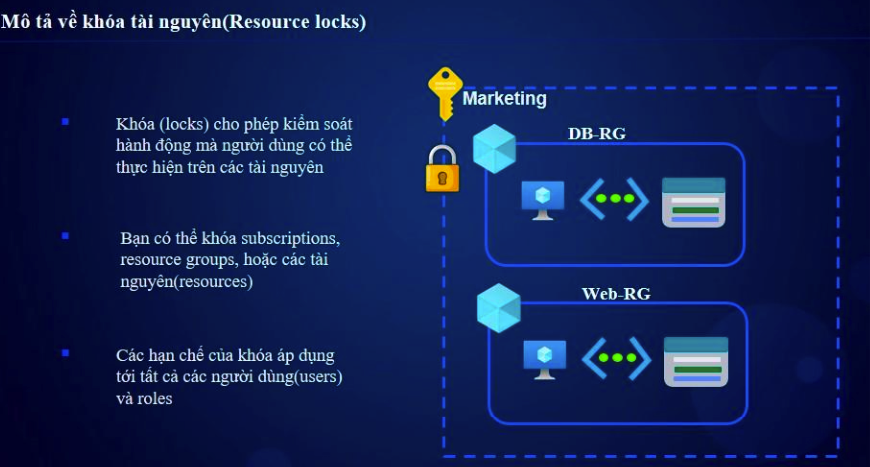 Mô tả về khóa tài nguyên(Resource locks)
Khóa (locks) cho phép kiểm soát
hành động mà người dùng có thể
thực hiện trên các tài nguyên
Bạn có thể khóa subscriptions,
resource groups, hoặc các tài
nguyên(resources)
Các hạn chế của khóa áp dụng
tới tất cả các người dùng(users)
và roles
Marketing
DB-RG
Web-RG